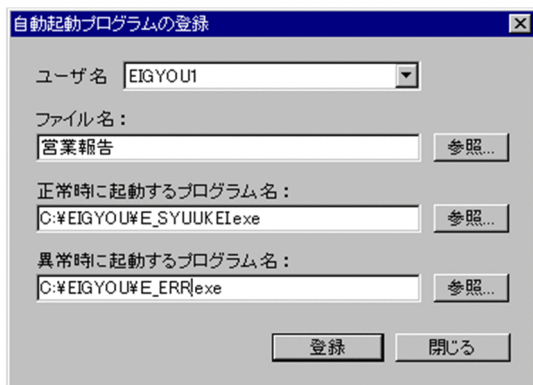 自動起動プログラムの登録
ユーザ名 EIGYOU1
ファイル名：
営業報告 参照...
正常時に起動するプログラム名：
C:¥EIGYOU¥E_SYUUKEI.exe 参照...
異常時に起動するプログラム名：
C:¥EIGYOU¥E_ERR.exe 参照...
登録 閉じる